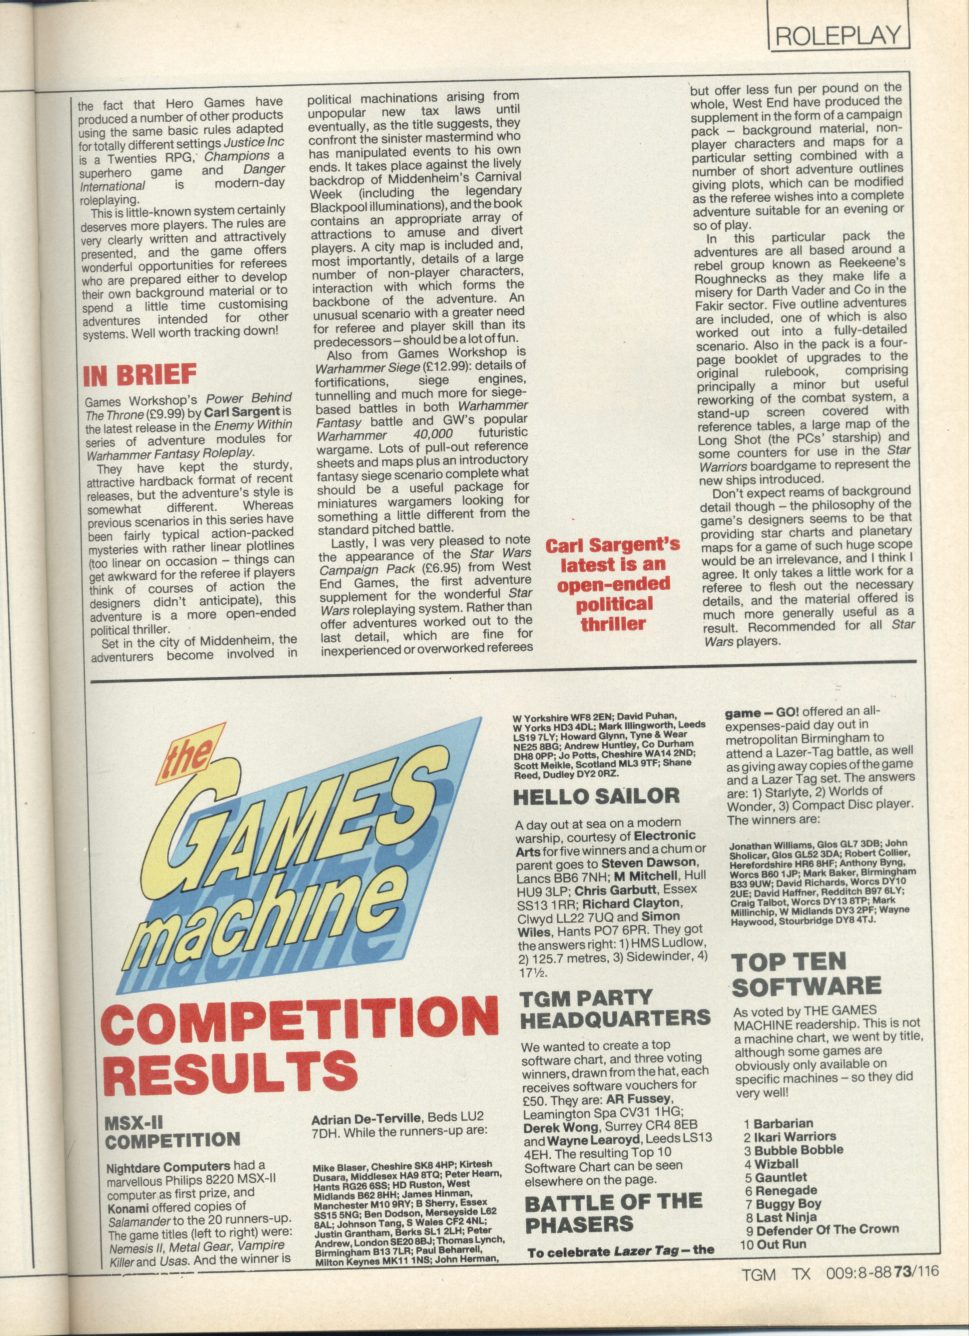 ROLEPLAY
the fact that Hero Games have
produced a number of other products
using the same basic rules adapted
for totally different settings Justice Inc
is a Twenties RPG, Champions a
superhero game and Danger
International is modern-day
roleplaying.
This is little-known system certainly
deserves more players. The rules are
very clearly written and attractively
presented, and the game offers
wonderful opportunities for referees
who are prepared either to develop
their own background material or to
spend a little time customising
adventures intended for other
systems. Well worth tracking down!
IN BRIEF
Games Workshop's Power Behind
The Throne (£9.99) by Carl Sargent is
the latest release in the Enemy Within
series of adventure modules for
Warhammer Fantasy Roleplay.
They have kept the sturdy,
attractive hardback format of recent
releases, but the adventure's style is
somewhat different. Whereas
previous scenarios in this series have
been fairly typical action-packed
mysteries with rather linear plotlines
(too linear on occasion – things can
get awkward for the referee if players
think of courses of action the
designers didn't anticipate), this
adventure is a more open-ended
political thriller.
Set in the city of Middenheim, the
adventurers become involved in
political machinations arising from
unpopular new tax laws until
eventually, as the title suggests, they
confront the sinister mastermind who
has manipulated events to his own
ends. It takes place against the lively
backdrop of Middenheim's Carnival
Week (including the legendary
Blackpool illuminations), and the book
contains an appropriate array of
attractions to amuse and divert
players. A city map is included and,
most importantly, details of a large
number of non-player characters,
interaction with which forms the
backbone of the adventure. An
unusual scenario with a greater need
for referee and player skill than its
predecessors – should be a lot of fun.
Also from Games Workshop is
Warhammer Siege (£12.99): details of
fortifications, siege engines,
tunnelling and much more for siege-
based battles in both Warhammer
Fantasy battle and GW's popular
Warhammer 40,000 futuristic
wargame. Lots of pull-out reference
sheets and maps plus an introductory
fantasy siege scenario complete what
should be a useful package for
miniatures wargamers looking for
something a little different from the
standard pitched battle.
Lastly, I was very pleased to note
the appearance of the Star Wars
Campaign Pack (£6.95) from West
End Games, the first adventure
supplement for the wonderful Star
Wars roleplaying system. Rather than
offer adventures worked out to the
last detail, which are fine for
inexperienced or overworked referees
Carl Sargent's
latest is an
open-ended
political
thriller
but offer less fun per pound on the
whole, West End have produced the
supplement in the form of a campaign
pack – background material, non-
player characters and maps for a
particular setting combined with a
number of short adventure outlines
giving plots, which can be modified
as the referee wishes into a complete
adventure suitable for an evening or
so of play.
In this particular pack the
adventures are all based around a
rebel group known as Reekeene's
Roughnecks as they make life a
misery for Darth Vader and Co in the
Fakir sector. Five outline adventures
are included, one of which is also
worked out into a fully-detailed
scenario. Also in the pack is a four-
page booklet of upgrades to the
original rulebook, comprising
principally a minor but useful
reworking of the combat system, a
stand-up screen covered with
reference tables, a large map of the
Long Shot (the PCs' starship) and
some counters for use in the Star
Warriors boardgame to represent the
new ships introduced.
Don't expect reams of background
detail though – the philosophy of the
game's designers seems to be that
providing star charts and planetary
maps for a game of such huge scope
would be an irrelevance, and I think I
agree. It only takes a little work for a
referee to flesh out the necessary
details, and the material offered is
much more generally useful as a
result. Recommended for all Star
Wars players.
the
GAMES
machine
COMPETITION
RESULTS
MSX-II
COMPETITION
Nightdare Computers had a
marvellous Philips 8220 MSX-II
computer as first prize, and
Konami offered copies of
Salamander to the 20 runners-up.
The game titles (left to right) were:
Nemesis II, Metal Gear, Vampire
Killer and Usas. And the winner is
Adrian De-Terville, Beds LU2
7DH. While the runners-up are:
Mike Blaser, Cheshire SK8 4HP; Kirtesh
Dusara, Middlesex HA9 8TQ; Peter Hearn,
Hants RG26 6SS; HD Ruston, West
Midlands B62 8HH; James Hinman,
Manchester M10 9RY; B Sherry, Essex
SS15 5NG; Ben Dodson, Merseyside L62
8AL; Johnson Tang, S Wales CF2 4NL;
Justin Grantham, Berks SL1 2LH; Peter
Andrew, London SE20 8BJ; Thomas Lynch,
Birmingham B13 7LR; Paul Beharrell,
Milton Keynes MK11 1NS; John Herman,
W Yorkshire WF8 2EN; David Puhan,
W Yorks HD3 4DL; Mark Illingworth, Leeds
LS19 7LY; Howard Glynn, Tyne & Wear
NE25 8BG; Andrew Huntley, Co Durham
DH8 0PP; Jo Potts, Cheshire WA14 2ND;
Scott Meikle, Scotland ML3 9TF; Shane
Reed, Dudley DY2 0RZ.
HELLO SAILOR
A day out at sea on a modern
warship, courtesy of Electronic
Arts for five winners and a chum or
parent goes to Steven Dawson,
Lancs BB6 7NH; M Mitchell, Hull
HU9 3LP; Chris Garbutt, Essex
SS13 1RR; Richard Clayton,
Clwyd LL22 7UQ and Simon
Wiles, Hants PO7 6PR. They got
the answers right: 1) HMS Ludlow,
2) 125.7 metres, 3) Sidewinder, 4)
17½.
TGM PARTY
HEADQUARTERS
We wanted to create a top
software chart, and three voting
winners, drawn from the hat, each
receives software vouchers for
£50. They are: AR Fussey,
Leamington Spa CV31 1HG;
Derek Wong, Surrey CR4 8EB
and Wayne Learoyd, Leeds LS13
4EH. The resulting Top 10
Software Chart can be seen
elsewhere on the page.
BATTLE OF THE
PHASERS
To celebrate Lazer Tag – the
game – GO! offered an all-
expenses-paid day out in
metropolitan Birmingham to
attend a Lazer-Tag battle, as well
as giving away copies of the game
and a Lazer Tag set. The answers
are: 1) Starlyte, 2) Worlds of
Wonder, 3) Compact Disc player.
The winners are:
Jonathan Williams, Glos GL7 3DB; John
Sholicar, Glos GL52 3DA; Robert Collier,
Herefordshire HR6 8HF; Anthony Byng,
Worcs B60 1JP; Mark Baker, Birmingham
B33 9UW; David Richards, Worcs DY10
2UE; David Haffner, Redditch B97 6LY;
Craig Talbot, Worcs DY13 8TP; Mark
Millinchip, W Midlands DY3 2PF; Wayne
Haywood, Stourbridge DY8 4TJ.
TOP TEN
SOFTWARE
As voted by THE GAMES
MACHINE readership. This is not
a machine chart, we went by title,
although some games are
obviously only available on
specific machines – so they did
very well!
1 Barbarian
2 Ikari Warriors
3 Bubble Bobble
4 Wizball
5 Gauntlet
6 Renegade
7 Buggy Boy
8 Last Ninja
9 Defender Of The Crown
10 Out Run
TGM TX 009:8-88 73/116